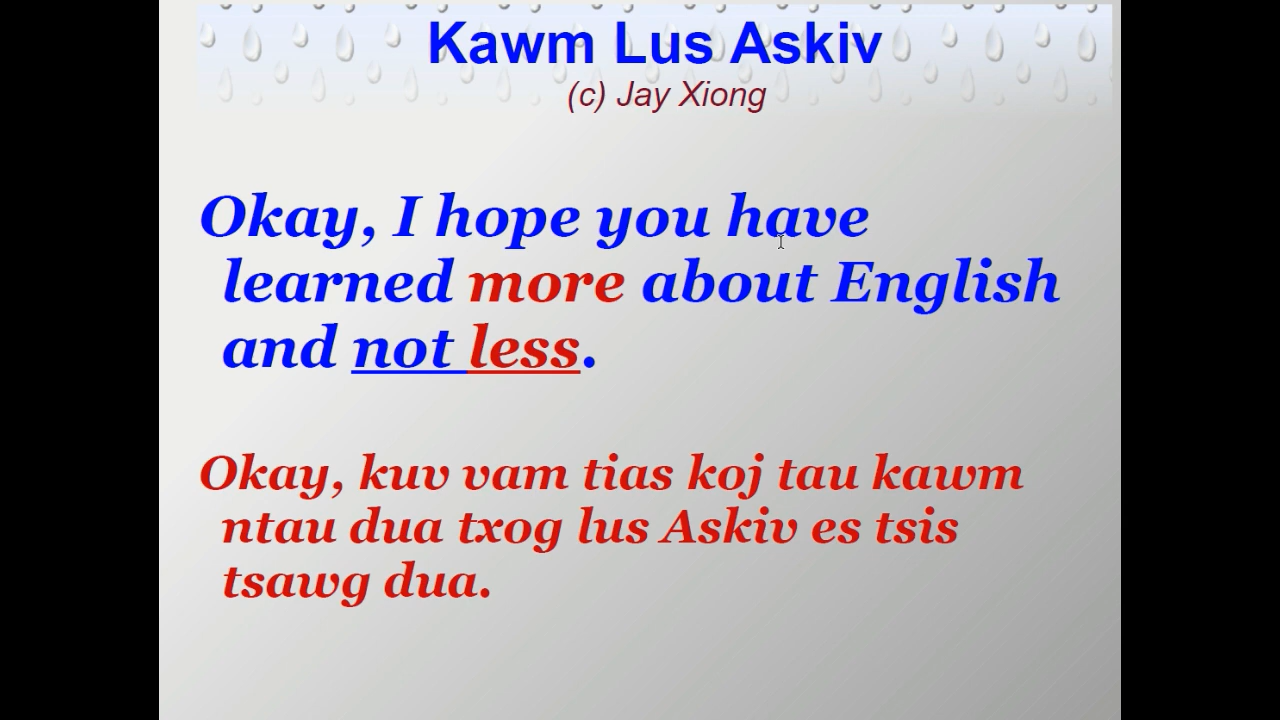 Kawm Lus Askiv
(c) Jay Xiong
Okay, I hope you have
learned more about English
and not less.
Okay, kuv vam tias koj tau kawm
ntau dua txog lus Askiv es tsis
tsawg dua.